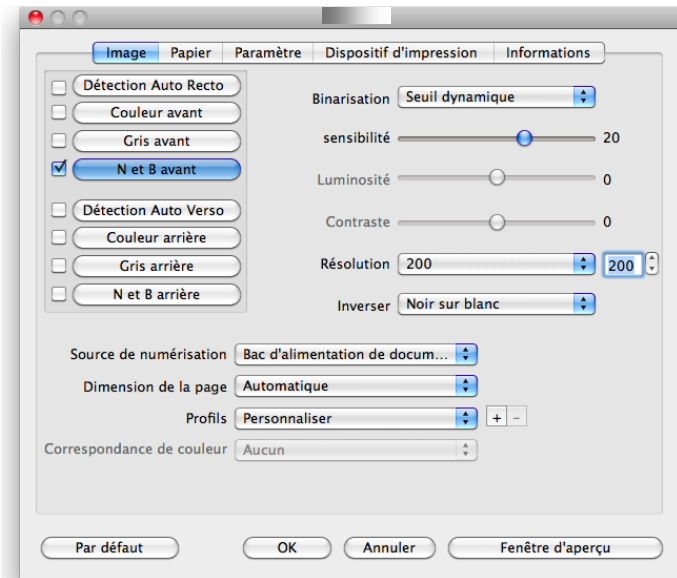 Image Papier Paramètre Dispositif d'impression Informations
Détection Auto Recto
Couleur avant
Gris avant
N et B avant
Détection Auto Verso
Couleur arrière
Gris arrière
N et B arrière
Binarisation Seuil dynamique
sensibilité 20
Luminosité 0
Contraste 0
Résolution 200 200
Inverser Noir sur blanc
Source de numérisation Bac d'alimentation de docum...
Dimension de la page Automatique
Profils Personnaliser + -
Correspondance de couleur Aucun
Par défaut OK Annuler Fenêtre d'aperçu